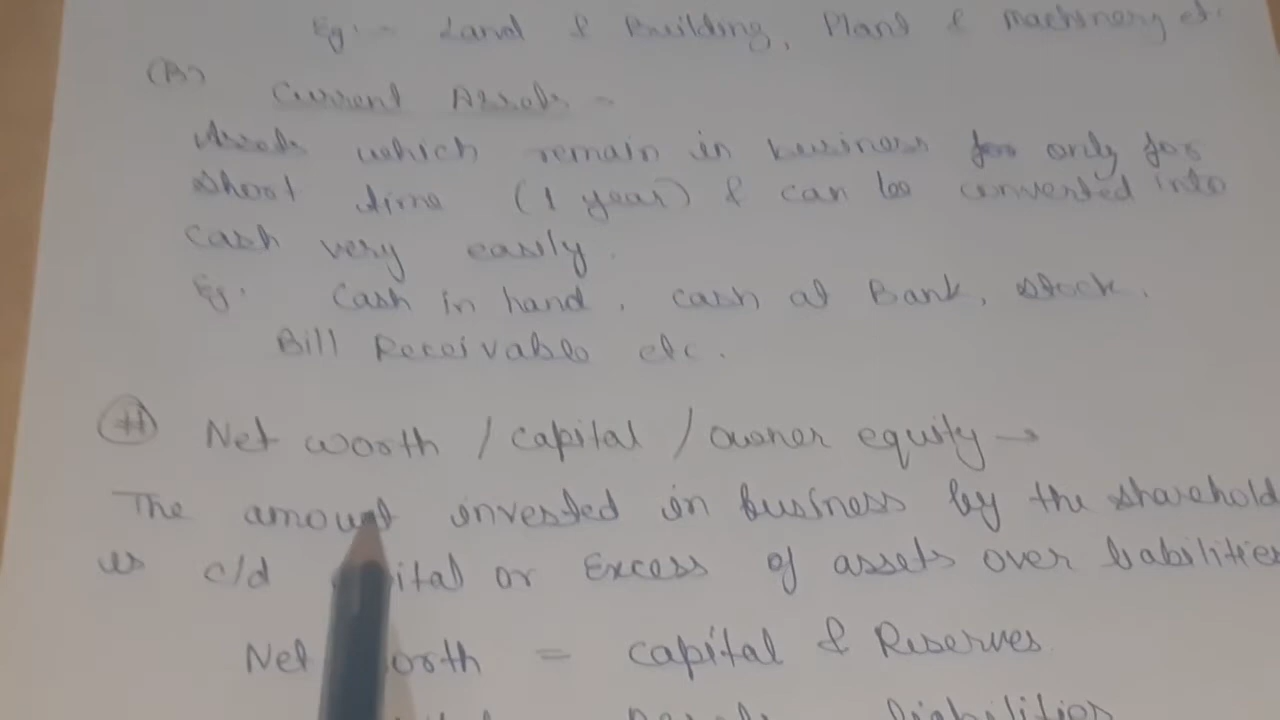 Eg:- Land & Building, Plant & Machinery etc.
(B)
Current Assets -
Assets which remain in business for only for
short time (1 year) & can be converted into
cash very easily.
Eg. Cash in hand, cash at Bank, stock,
Bill Receivables etc.
# Net worth / capital / owner equity →
The amount invested in business by the sharehold
is c/d ital or Excess of assets over liabilities
Net orth = capital & Reserves
liabilities